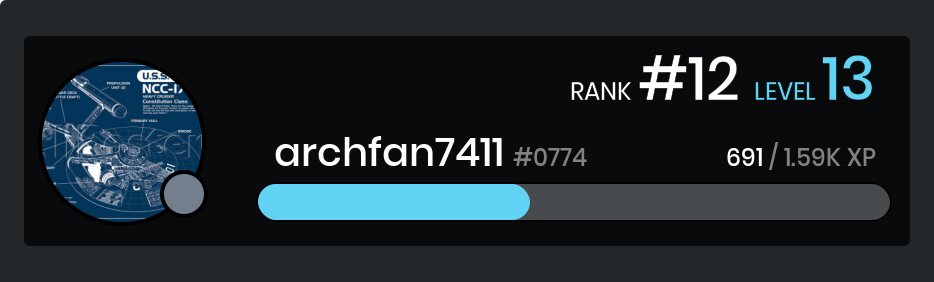 RANK #12 LEVEL 13
archfan7411 #0774 691 / 1.59K XP
U.S.S.
NCC-17
HEAVY CRUISER
Constitution Class
PROPULSION
UNIT (2)
PRIMARY HULL
BRIDGE